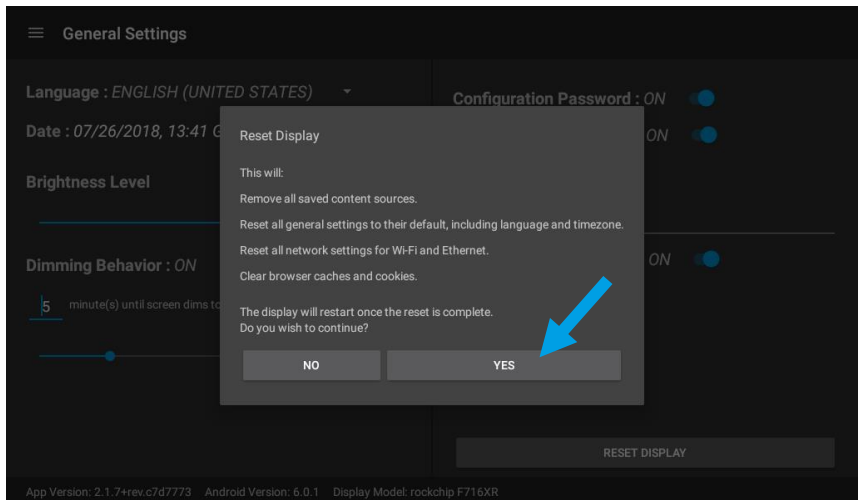 General Settings
Language : ENGLISH (UNITED STATES)
Configuration Password : ON
Date : 07/26/2018, 13:41 G
ON
Brightness Level
Dimming Behavior : ON
ON
5 minute(s) until screen dims to
Reset Display
This will:
Remove all saved content sources.
Reset all general settings to their default, including language and timezone.
Reset all network settings for Wi-Fi and Ethernet.
Clear browser caches and cookies.
The display will restart once the reset is complete.
Do you wish to continue?
NO YES
RESET DISPLAY
App Version: 2.1.7+rev.c7d7773 Android Version: 6.0.1 Display Model: rockchip F716XR